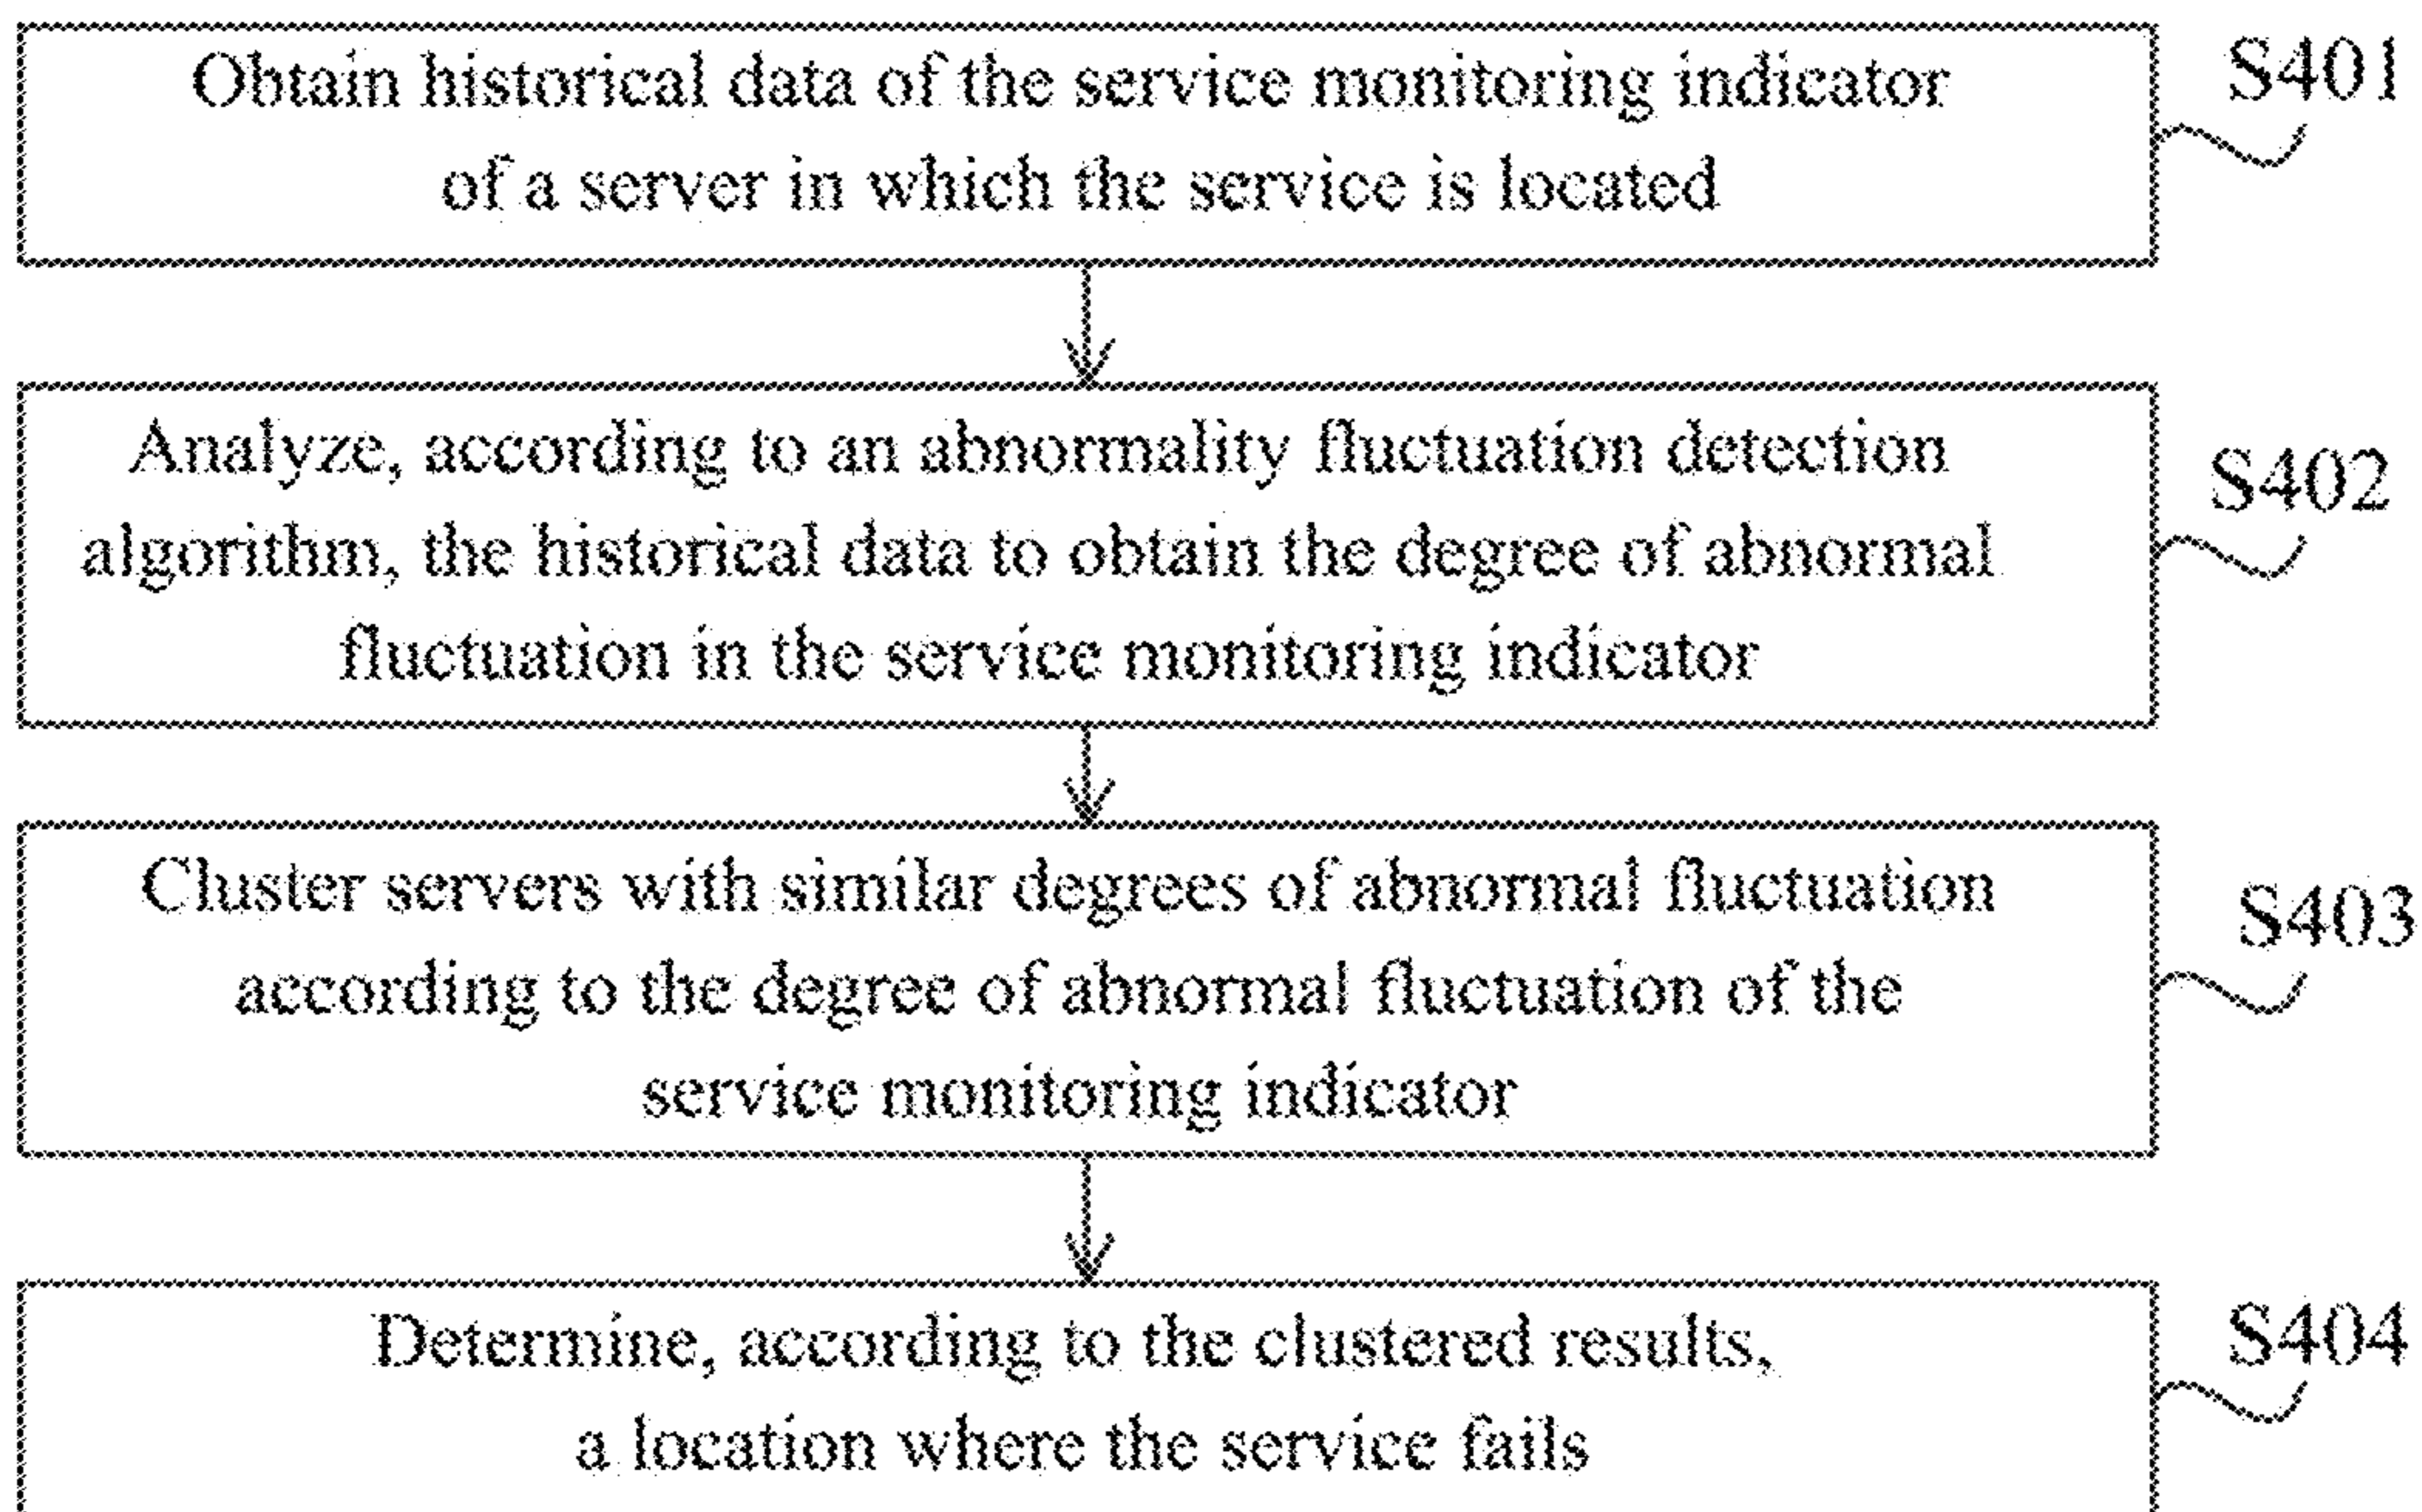 Obtain historical data of the service monitoring indicator
of a server in which the service is located
S401
Analyze, according to an abnormality fluctuation detection
algorithm, the historical data to obtain the degree of abnormal
fluctuation in the service monitoring indicator
S402
Cluster servers with similar degrees of abnormal fluctuation
according to the degree of abnormal fluctuation of the
service monitoring indicator
S403
Determine, according to the clustered results,
a location where the service fails
S404